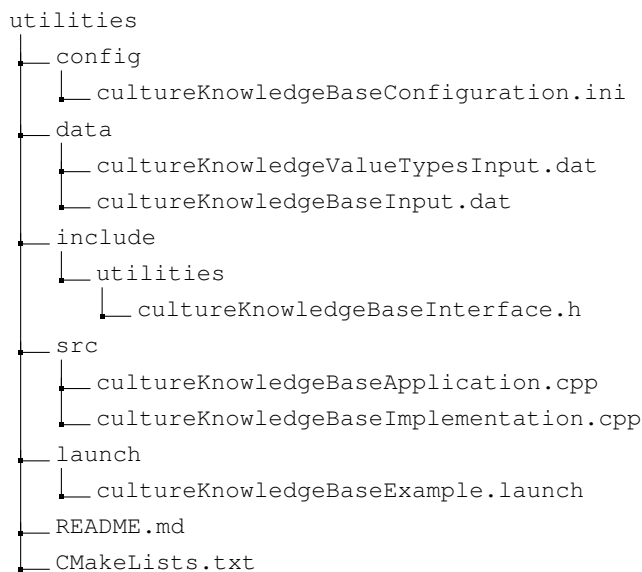 utilities
config
cultureKnowledgeBaseConfiguration.ini
data
cultureKnowledgeValueTypesInput.dat
cultureKnowledgeBaseInput.dat
include
utilities
cultureKnowledgeBaseInterface.h
src
cultureKnowledgeBaseApplication.cpp
cultureKnowledgeBaseImplementation.cpp
launch
cultureKnowledgeBaseExample.launch
README.md
CMakeLists.txt